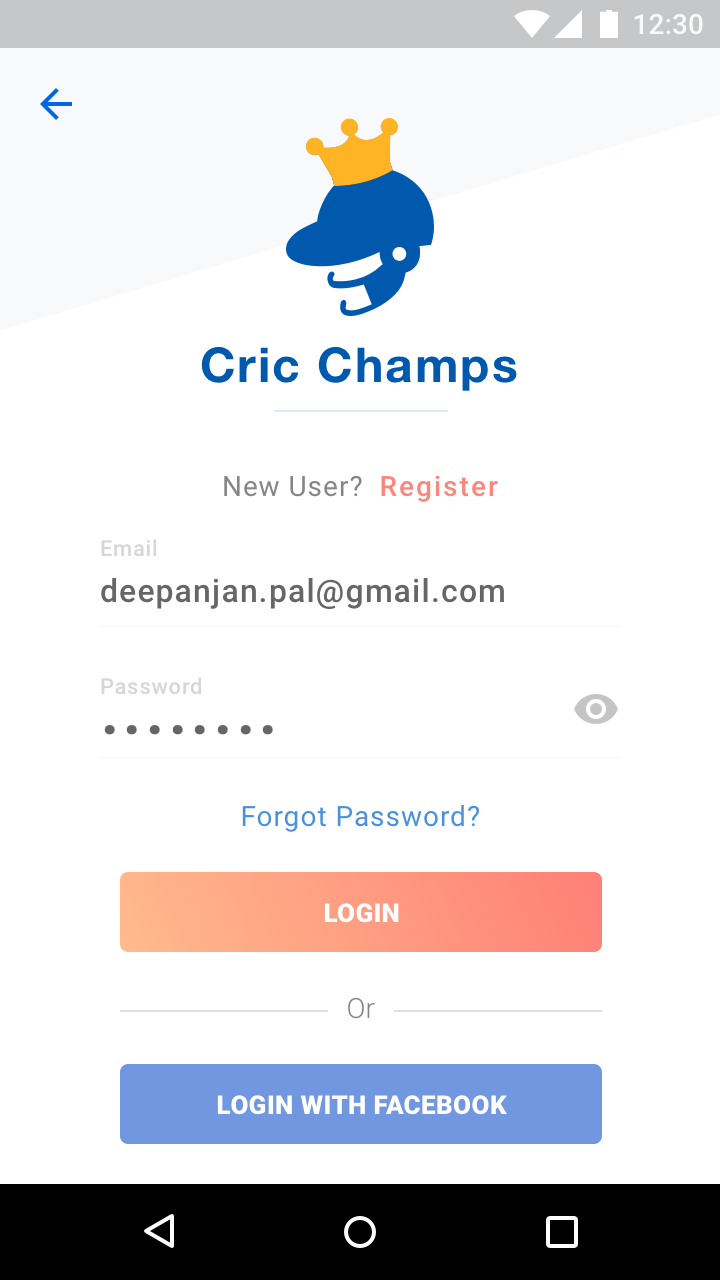 12:30
Cric Champs
New User? Register
Email
deepanjan.pal@gmail.com
Password
••••••••
Forgot Password?
LOGIN
Or
LOGIN WITH FACEBOOK